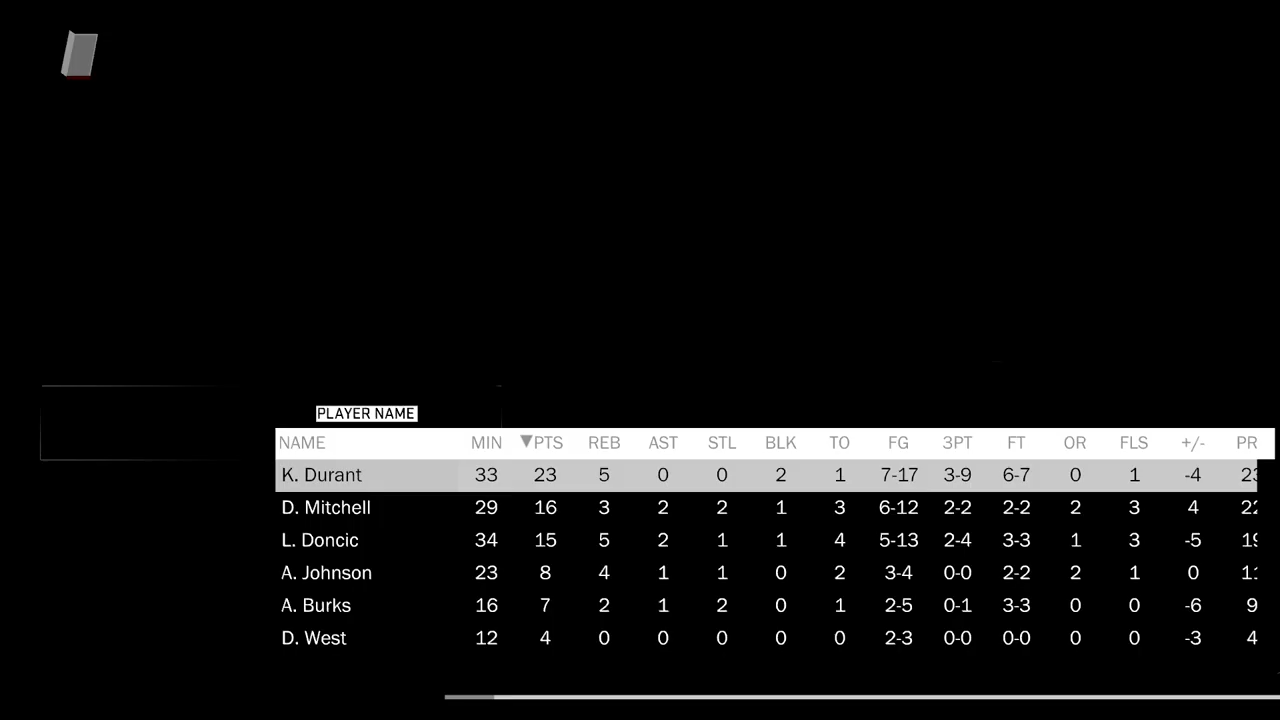 PLAYER NAME
NAME MIN ▼PTS REB AST STL BLK TO FG 3PT FT OR FLS +/- PR
K. Durant 33 23 5 0 0 2 1 7-17 3-9 6-7 0 1 -4 23
D. Mitchell 29 16 3 2 2 1 3 6-12 2-2 2-2 2 3 4 22
L. Doncic 34 15 5 2 1 1 4 5-13 2-4 3-3 1 3 -5 19
A. Johnson 23 8 4 1 1 0 2 3-4 0-0 2-2 2 1 0 11
A. Burks 16 7 2 1 2 0 1 2-5 0-1 3-3 0 0 -6 9
D. West 12 4 0 0 0 0 0 2-3 0-0 0-0 0 0 -3 4